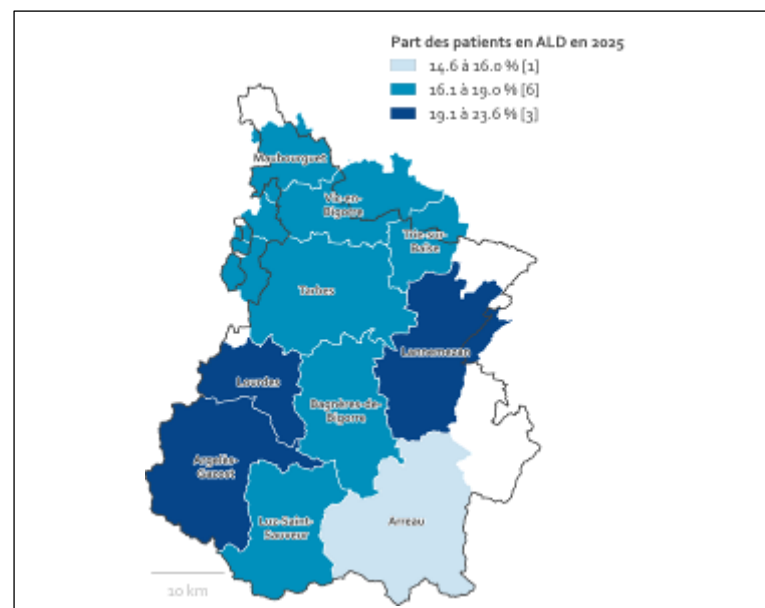 Part des patients en ALD en 2025
14.6 à 16.0 % [1]
16.1 à 19.0 % [6]
19.1 à 23.6 % [3]
Maubourguet
Vic-en-
Bigorre
Trie-sur-
Baïse
Tarbes
Lannemezan
Lourdes
Bagnères-de-
Bigorre
Argelès-
Gazost
Luz-Saint-
Sauveur
Arreau
10 km